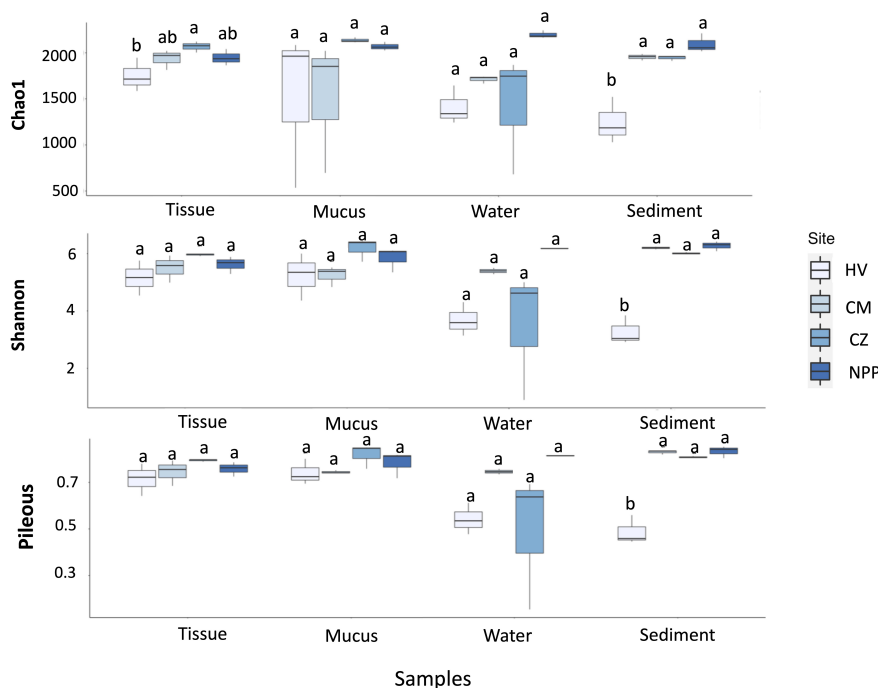 Chao1
2000
1500
1000
500
b ab a ab a a a a a a a a b a a a
Tissue Mucus Water Sediment
Shannon
6
4
2
a a a a a a a a a a a a b a a a
Tissue Mucus Water Sediment
Pileous
0.7
0.5
0.3
a a a a a a a a a a a a b a a a
Tissue Mucus Water Sediment
Samples
Site
HV
CM
CZ
NPP